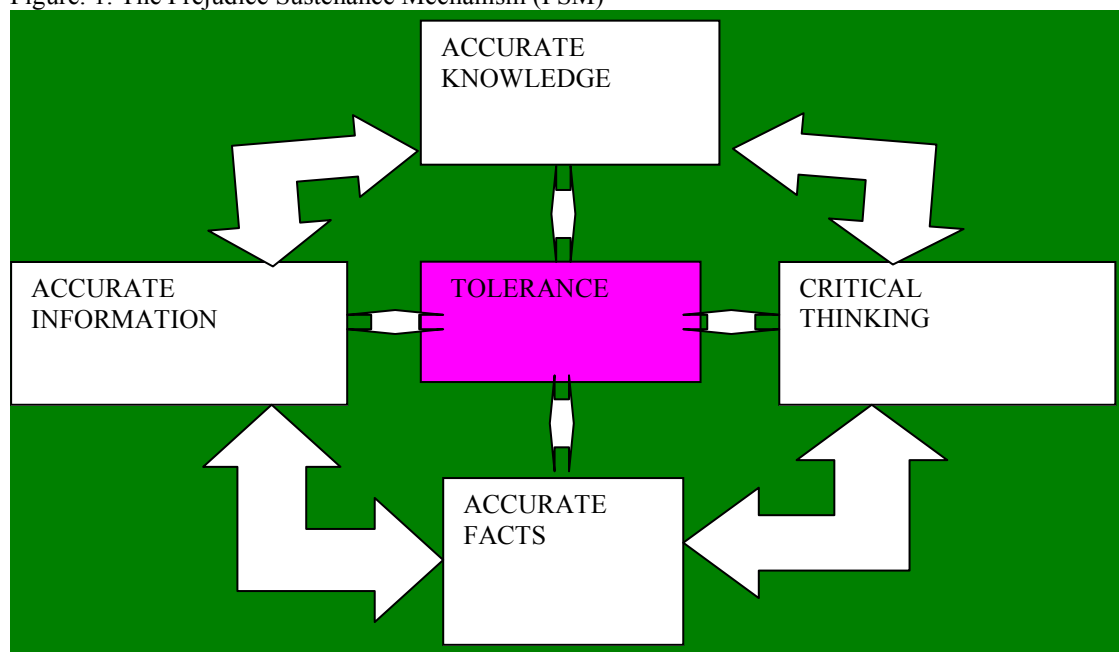 Figure. 1. The Prejudice Sustenance Mechanism (PSM)
ACCURATE
KNOWLEDGE
ACCURATE
INFORMATION
TOLERANCE
CRITICAL
THINKING
ACCURATE
FACTS